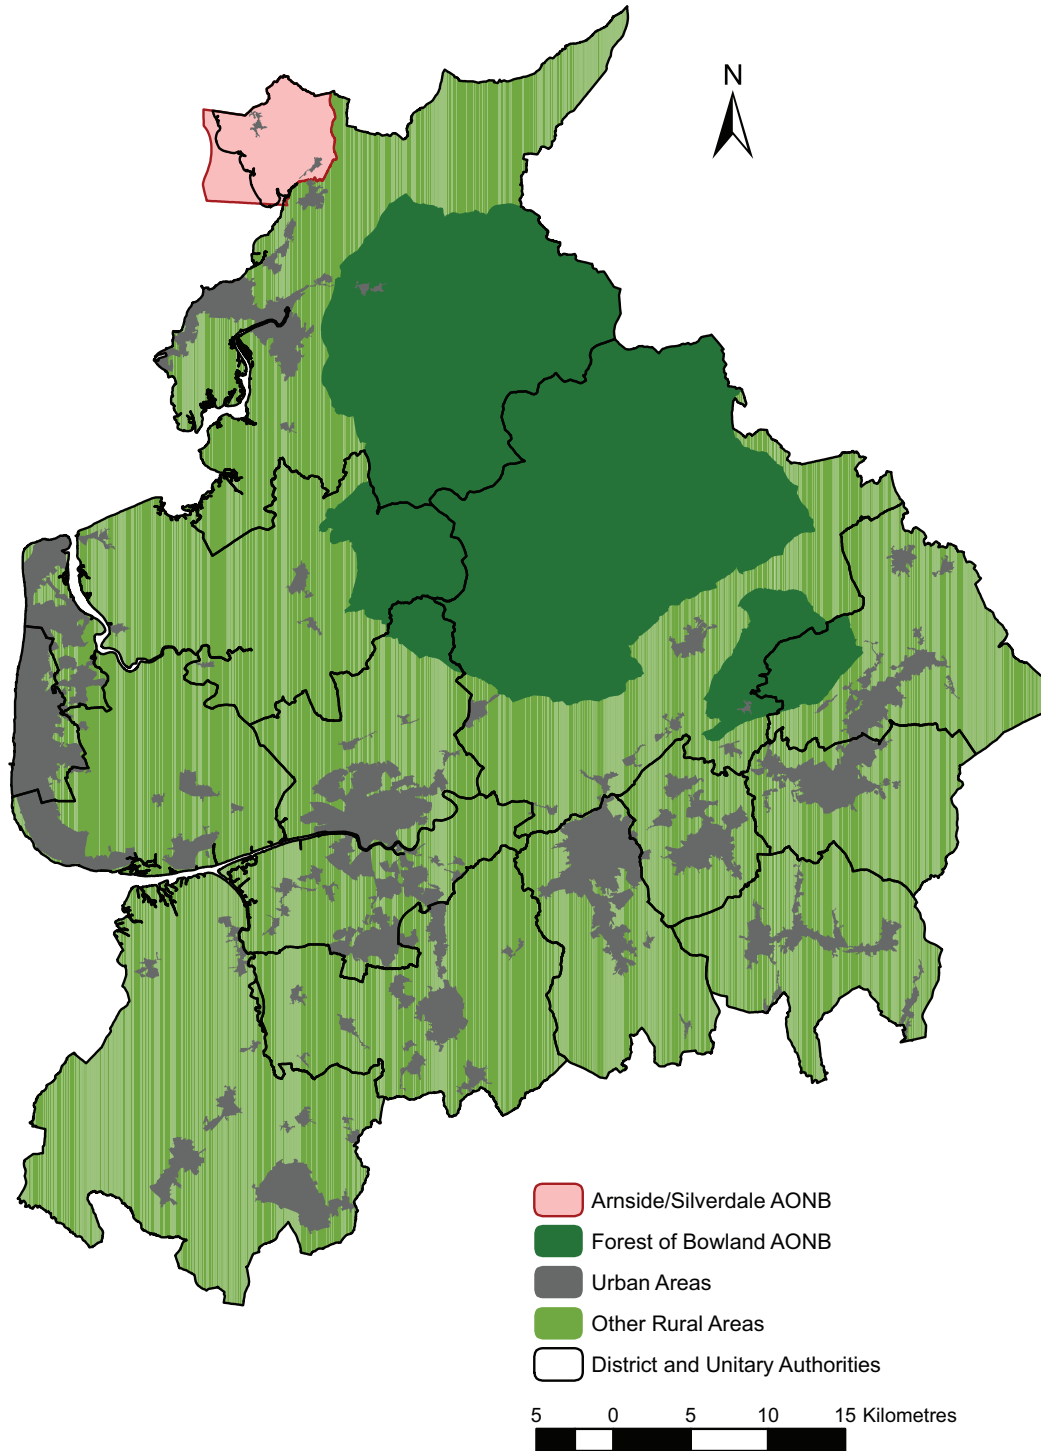 N
Arnside/Silverdale AONB
Forest of Bowland AONB
Urban Areas
Other Rural Areas
District and Unitary Authorities
5 0 5 10 15 Kilometres